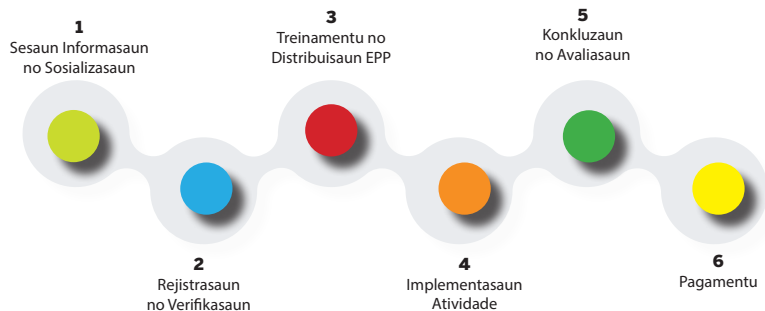 1
Sesaun Informasaun
no Sosializasaun
2
Rejistrasaun
no Verifikasaun
3
Treinamentu no
Distribuisaun EPP
4
Implementasaun
Atividade
5
Konkluzaun
no Avaliasaun
6
Pagamentu